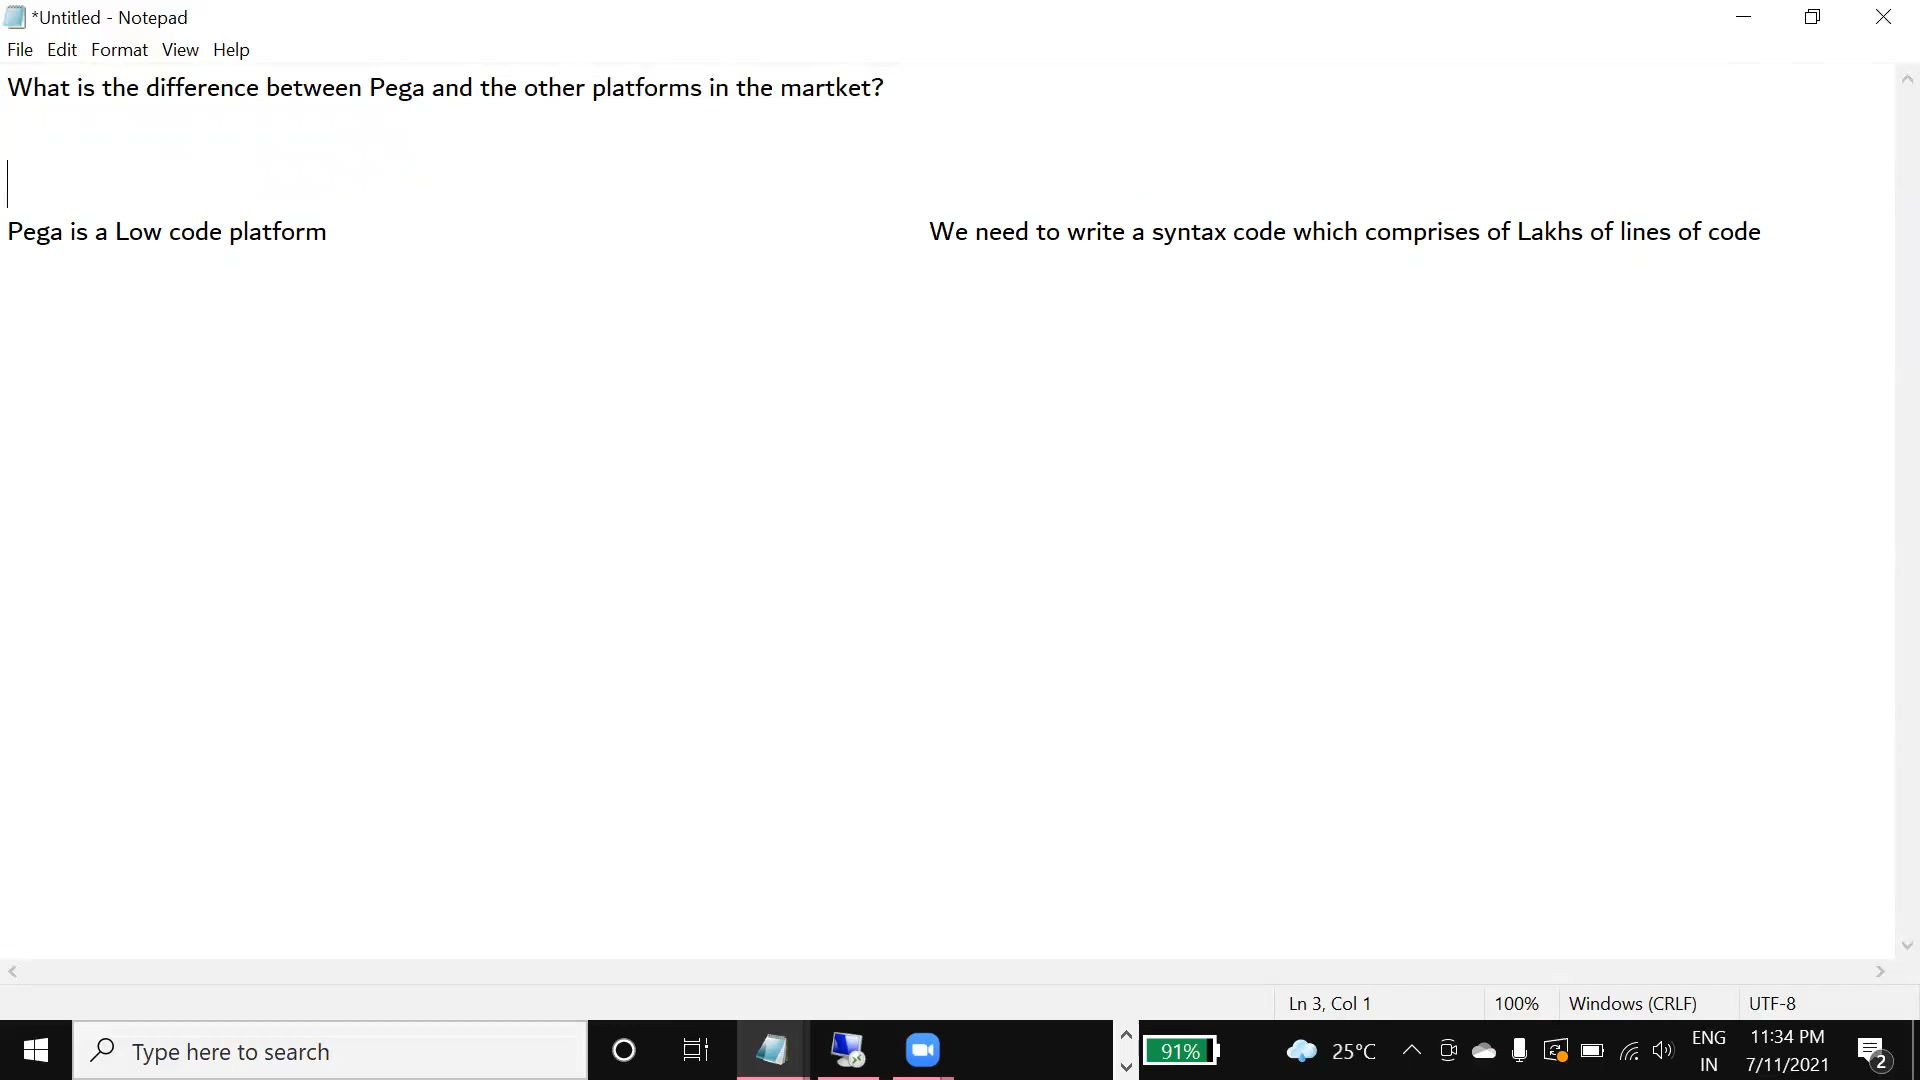 *Untitled - Notepad
File Edit Format View Help
What is the difference between Pega and the other platforms in the martket?
Pega is a Low code platform We need to write a syntax code which comprises of Lakhs of lines of code
Ln 3, Col 1 100% Windows (CRLF) UTF-8
Type here to search
91%
25°C
ENG
IN
11:34 PM
7/11/2021
2